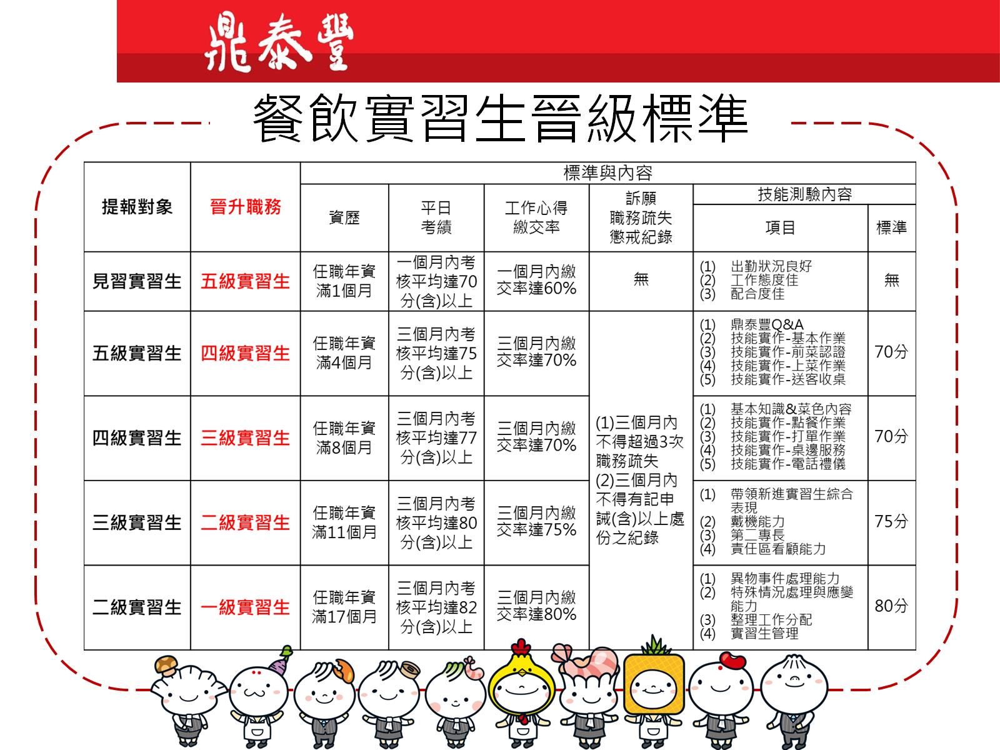 鼎泰豐
餐飲實習生晉級標準
提報對象
晉升職務
標準與內容
資歷
平日
考績
工作心得
繳交率
訴願
職務疏失
懲戒紀錄
技能測驗內容
項目
標準
見習實習生
五級實習生
任職年資
滿1個月
一個月內考
核平均達70
分(含)以上
一個月內繳
交率達60%
無
(1) 出勤狀況良好
(2) 工作態度佳
(3) 配合度佳
無
五級實習生
四級實習生
任職年資
滿4個月
三個月內考
核平均達75
分(含)以上
三個月內繳
交率達70%
(1)三個月內
不得超過3次
職務疏失
(2)三個月內
不得有記申
誡(含)以上處
份之紀錄
(1) 鼎泰豐Q&A
(2) 技能實作-基本作業
(3) 技能實作-前菜認證
(4) 技能實作-上菜作業
(5) 技能實作-送客收桌
70分
四級實習生
三級實習生
任職年資
滿8個月
三個月內考
核平均達77
分(含)以上
三個月內繳
交率達70%
(1) 基本知識&菜色內容
(2) 技能實作-點餐作業
(3) 技能實作-打單作業
(4) 技能實作-桌邊服務
(5) 技能實作-電話禮儀
70分
三級實習生
二級實習生
任職年資
滿11個月
三個月內考
核平均達80
分(含)以上
三個月內繳
交率達75%
(1) 帶領新進實習生綜合
表現
(2) 戴機能力
(3) 第二專長
(4) 責任區看顧能力
75分
二級實習生
一級實習生
任職年資
滿17個月
三個月內考
核平均達82
分(含)以上
三個月內繳
交率達80%
(1) 異物事件處理能力
(2) 特殊情況處理與應變
能力
(3) 整理工作分配
(4) 實習生管理
80分